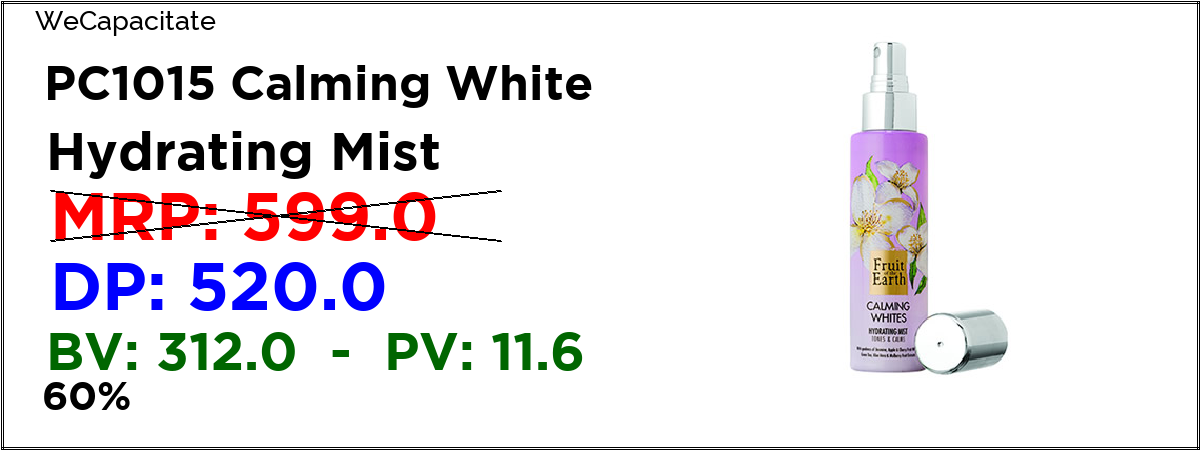 WeCapacitate
PC1015 Calming White
Hydrating Mist
MRP: 599.0
DP: 520.0
BV: 312.0 - PV: 11.6
60%
Fruit
of the
Earth
CALMING
WHITES
HYDRATING MIST
TONES & CALMS